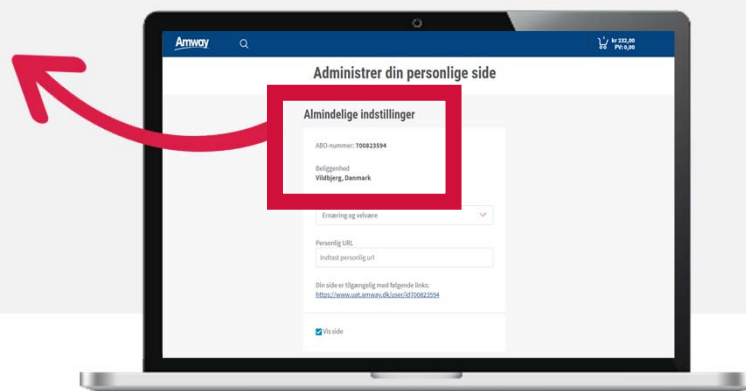 Amway
kr 232,00
PV: 0,00
Administrer din personlige side
Almindelige indstillinger
ABO-nummer: 700823594
Beliggenhed
Vildbjerg, Danmark
Ernæring og velvære
Personlig URL
Indtast personlig url
Din side er tilgængelig med følgende links:
https://www.uat.amway.dk/user/id700823594
Vis side